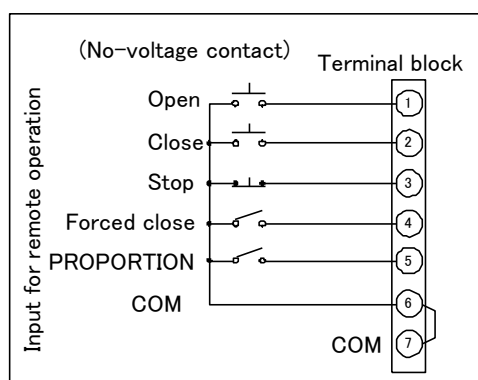 (No-voltage contact)
Terminal block
Input for remote operation
Open 1
Close 2
Stop 3
Forced close 4
PROPORTION 5
COM 6
COM 7